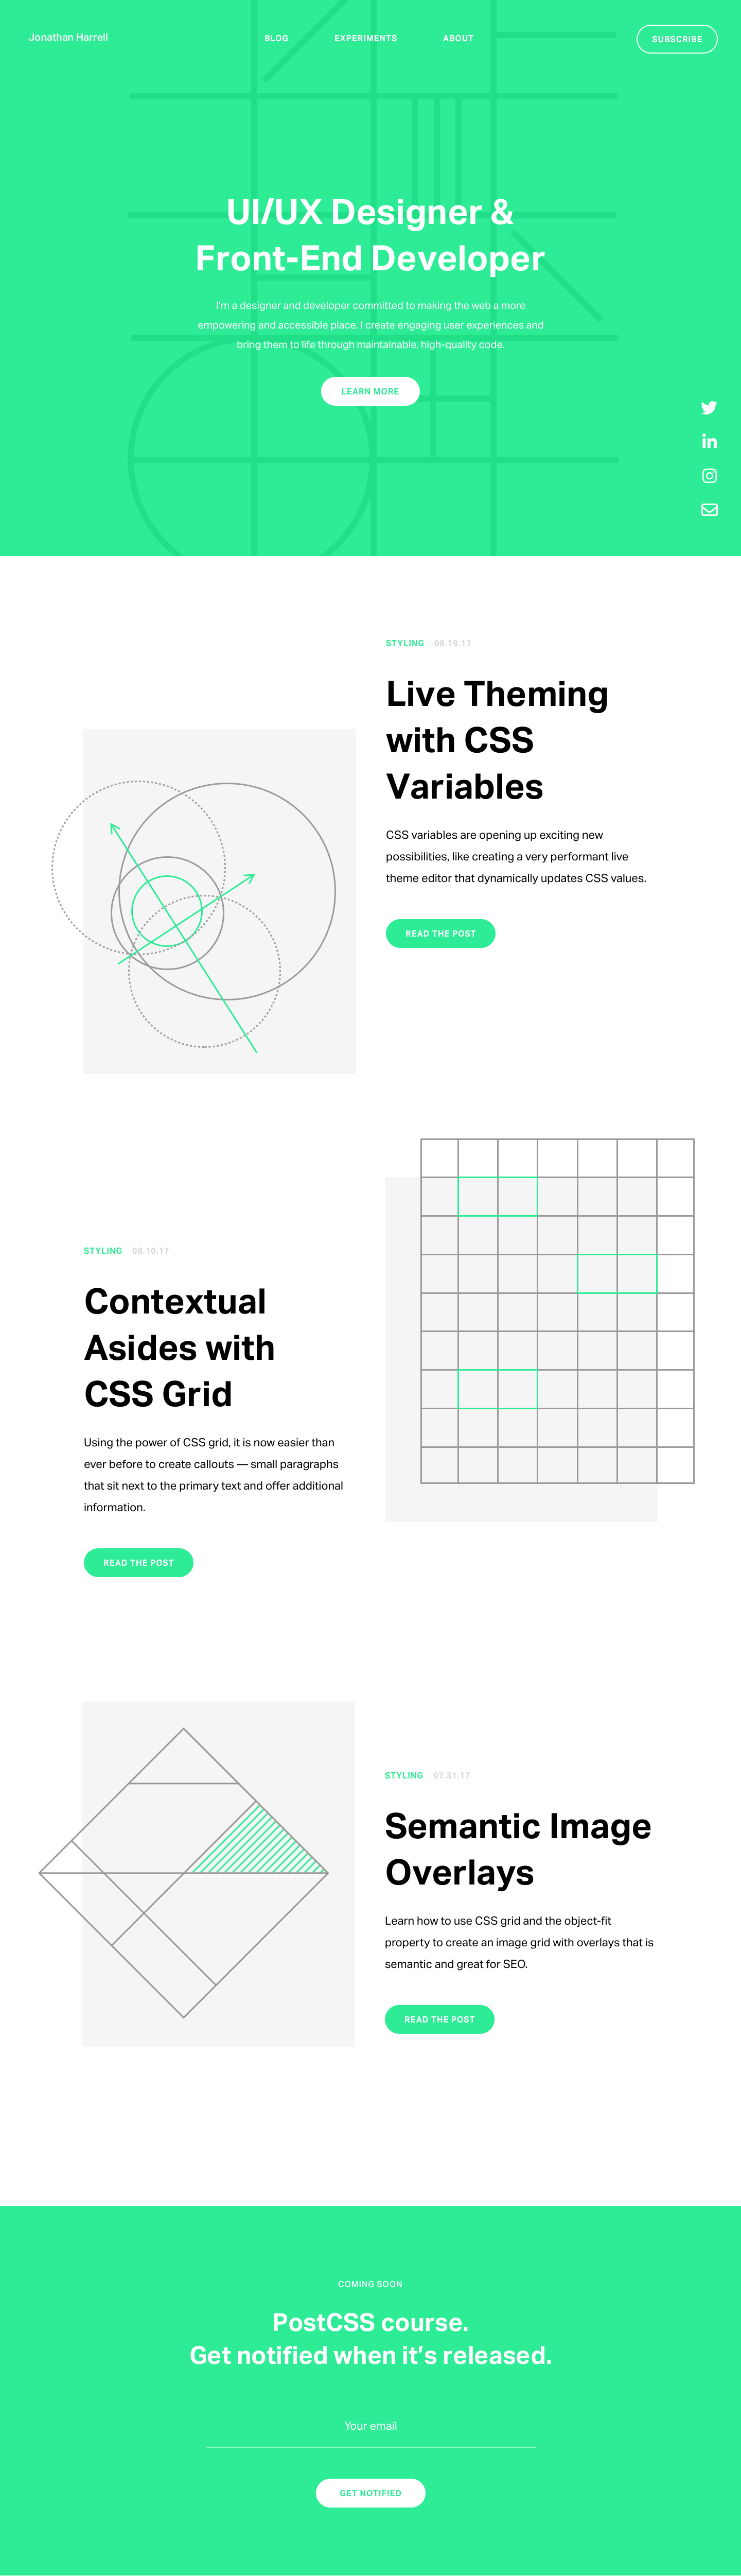 Jonathan Harrell
BLOG
EXPERIMENTS
ABOUT
SUBSCRIBE
UI/UX Designer &
Front-End Developer
I'm a designer and developer committed to making the web a more
empowering and accessible place. I create engaging user experiences and
bring them to life through maintainable, high-quality code.
LEARN MORE
STYLING 08.19.17
Live Theming
with CSS
Variables
CSS variables are opening up exciting new
possibilities, like creating a very performant live
theme editor that dynamically updates CSS values.
READ THE POST
STYLING 08.10.17
Contextual
Asides with
CSS Grid
Using the power of CSS grid, it is now easier than
ever before to create callouts — small paragraphs
that sit next to the primary text and offer additional
information.
READ THE POST
STYLING 07.31.17
Semantic Image
Overlays
Learn how to use CSS grid and the object-fit
property to create an image grid with overlays that is
semantic and great for SEO.
READ THE POST
COMING SOON
PostCSS course.
Get notified when it's released.
Your email
GET NOTIFIED